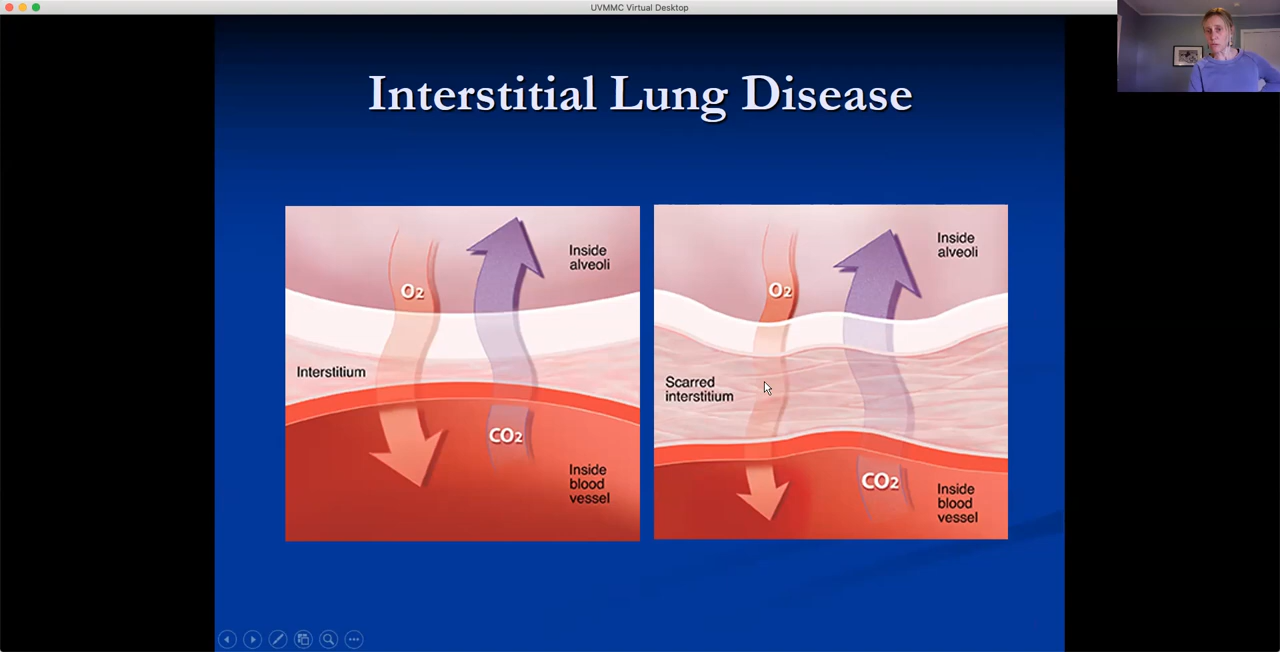 UVMMC Virtual Desktop
Interstitial Lung Disease
Inside
alveoli
O2
Interstitium
CO2
Inside
blood
vessel
Inside
alveoli
O2
Scarred
interstitium
CO2
Inside
blood
vessel